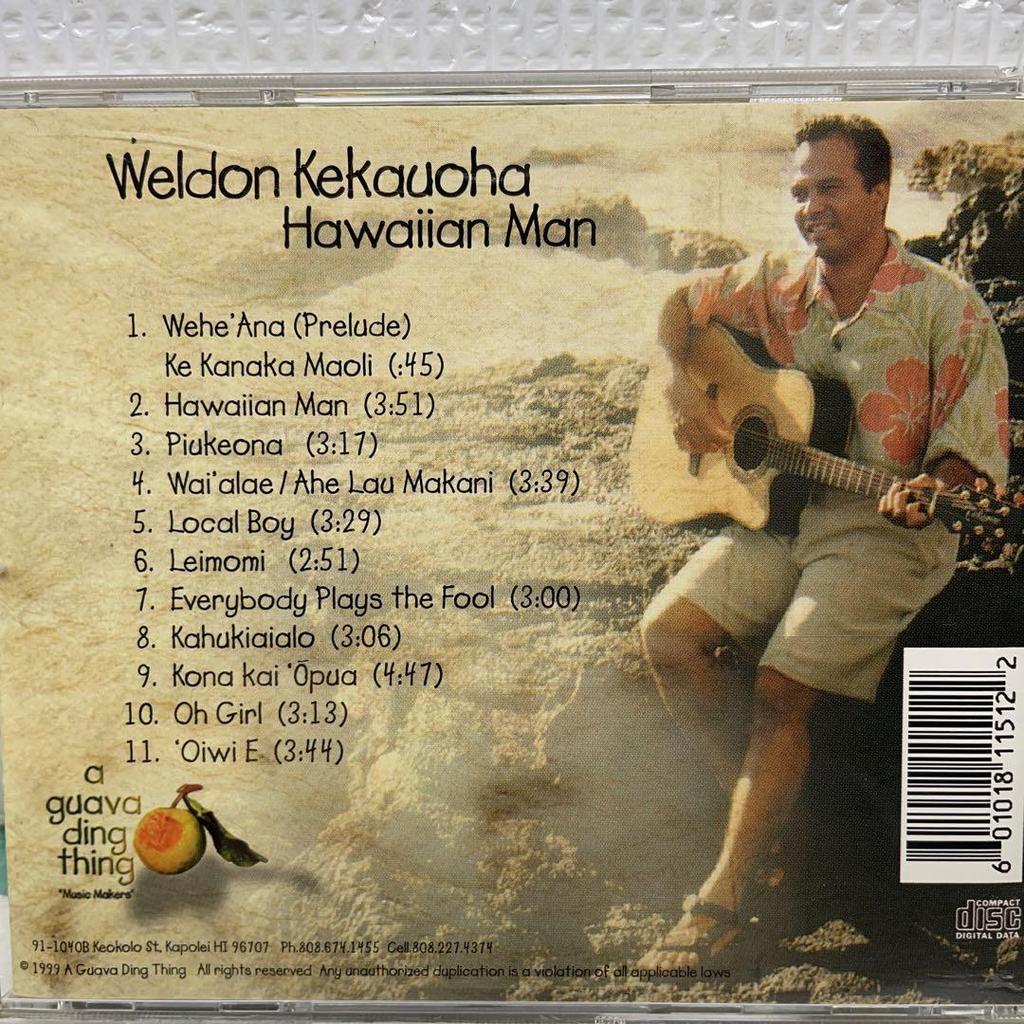 Weldon Kekauoha
Hawaiian Man
1. Wehe'Ana (Prelude)
Ke Kanaka Maoli (:45)
2. Hawaiian Man (3:51)
3. Piukeona (3:17)
4. Wai'alae / Ahe Lau Makani (3:39)
5. Local Boy (3:29)
6. Leimomi (2:51)
7. Everybody Plays the Fool (3:00)
8. Kahukiaialo (3:06)
9. Kona kai 'Ōpua (4:47)
10. Oh Girl (3:13)
11. 'Oiwi E (3:44)
a
guava
ding
thing
"Music Makers"
91-1040B Keokolo St. Kapolei HI 96707 Ph.808.674.1455 Cell.808.227.4374
© 1999 A Guava Ding Thing All rights reserved Any unauthorized duplication is a violation of all applicable laws
6 01018 11512 2
COMPACT
disc
DIGITAL DATA